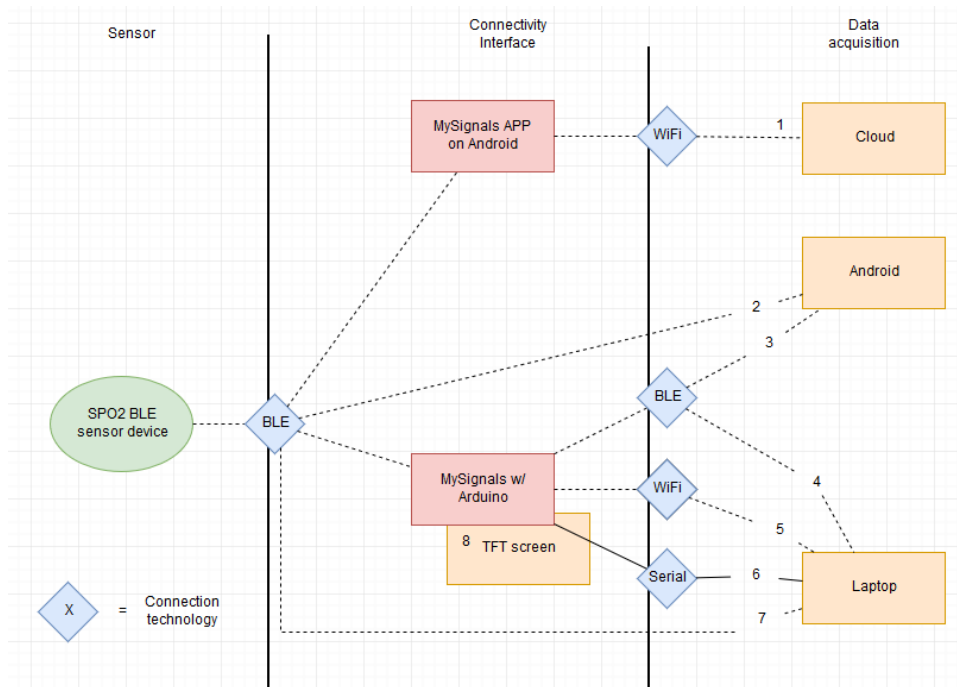 Sensor
Connectivity
Interface
Data
acquisition
MySignals APP
on Android
WiFi
1
Cloud
Android
2
3
SPO2 BLE
sensor device
BLE
BLE
MySignals w/
Arduino
WiFi
4
5
8
TFT screen
Serial
6
Laptop
7
X
=
Connection
technology